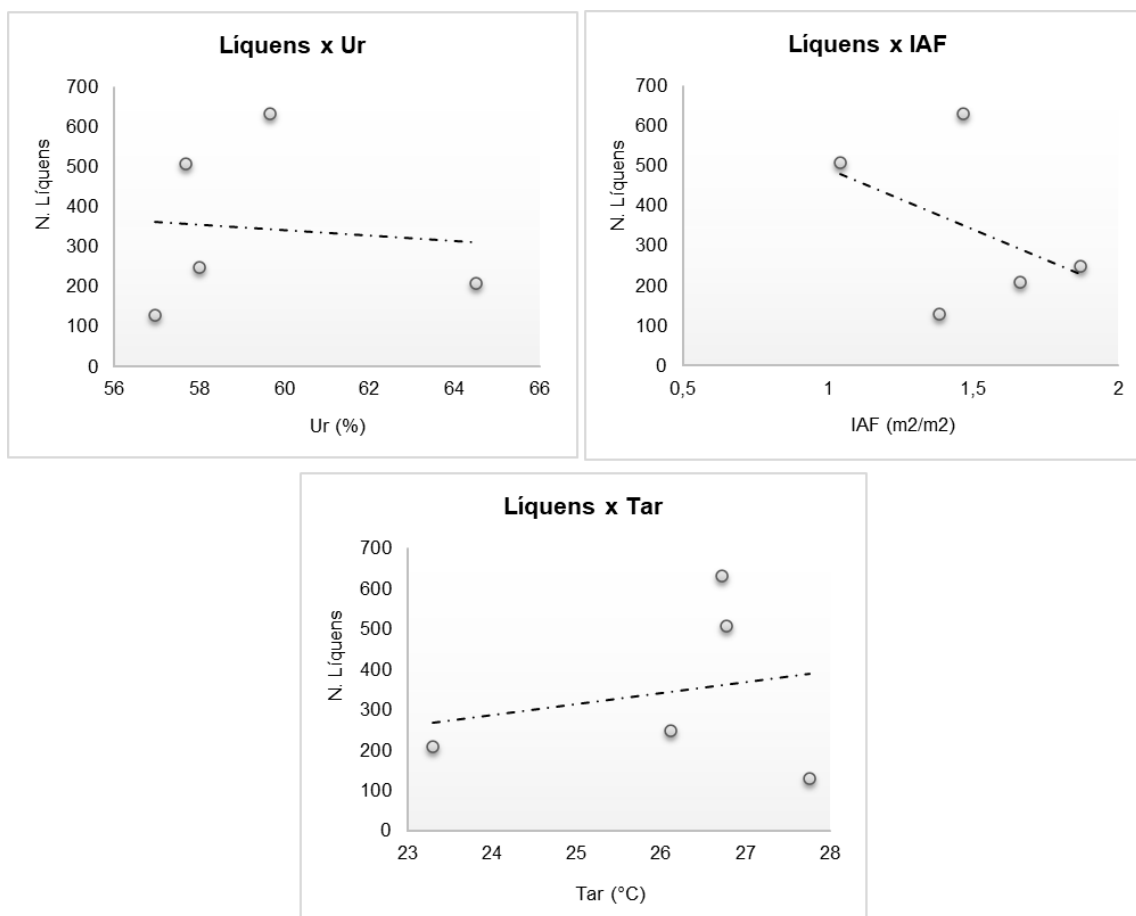 Líquens x Ur
700
600
500
400
300
200
100
0
N. Líquens
56 58 60 62 64 66
Ur (%)
Líquens x IAF
700
600
500
400
300
200
100
0
N. Líquens
0,5 1 1,5 2
IAF (m2/m2)
Líquens x Tar
700
600
500
400
300
200
100
0
N. Líquens
23 24 25 26 27 28
Tar (°C)